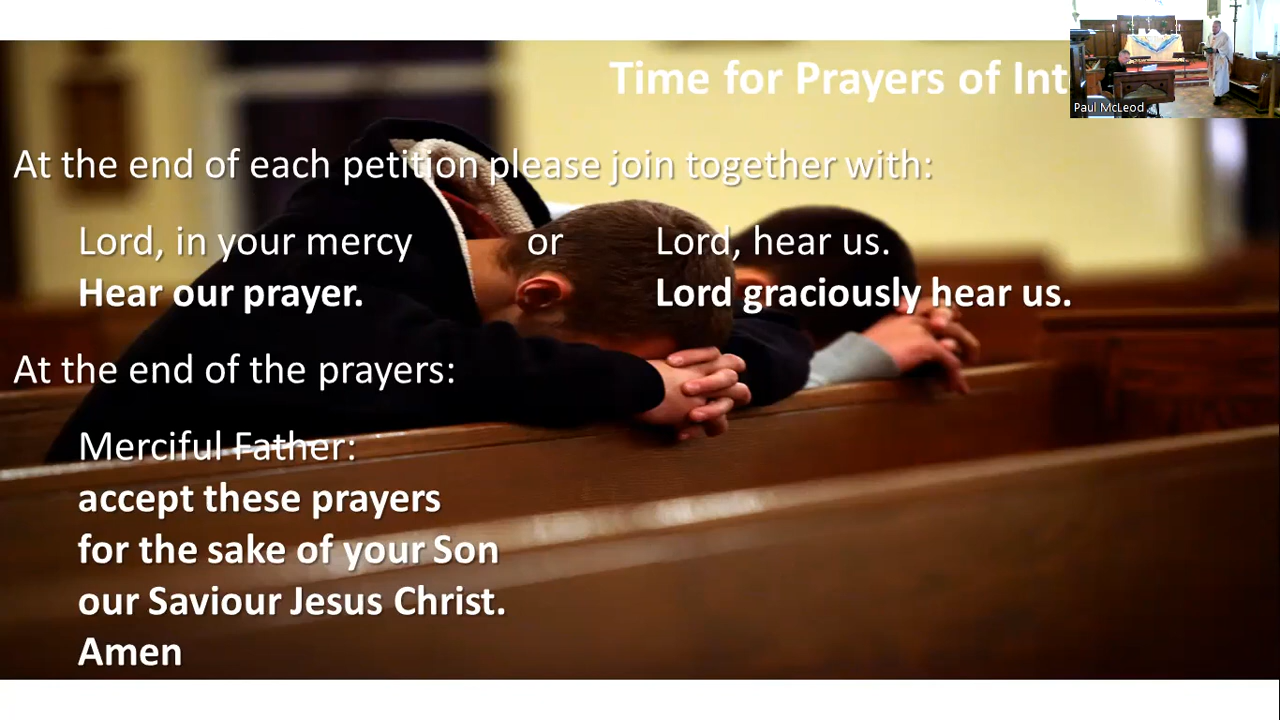 Time for Prayers of Int
Paul McLeod
At the end of each petition please join together with:
Lord, in your mercy or Lord, hear us.
Hear our prayer. Lord graciously hear us.
At the end of the prayers:
Merciful Father:
accept these prayers
for the sake of your Son
our Saviour Jesus Christ.
Amen